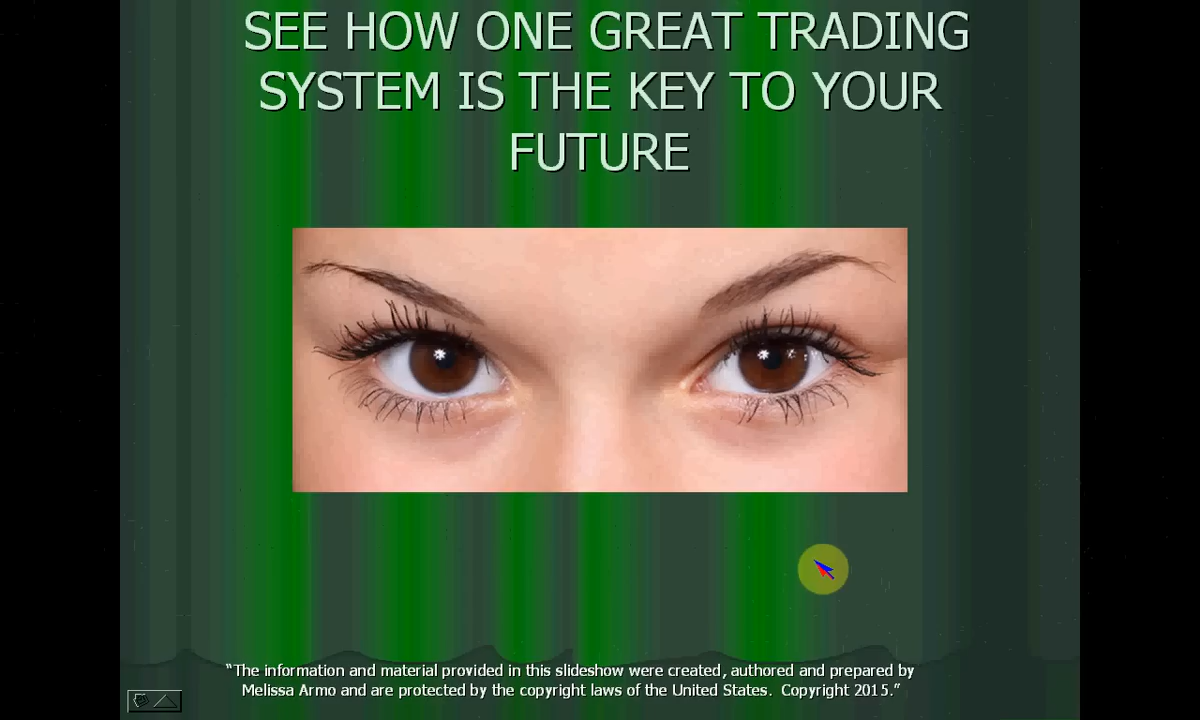 SEE HOW ONE GREAT TRADING
SYSTEM IS THE KEY TO YOUR
FUTURE
“The information and material provided in this slideshow were created, authored and prepared by
Melissa Armo and are protected by the copyright laws of the United States.  Copyright 2015.”